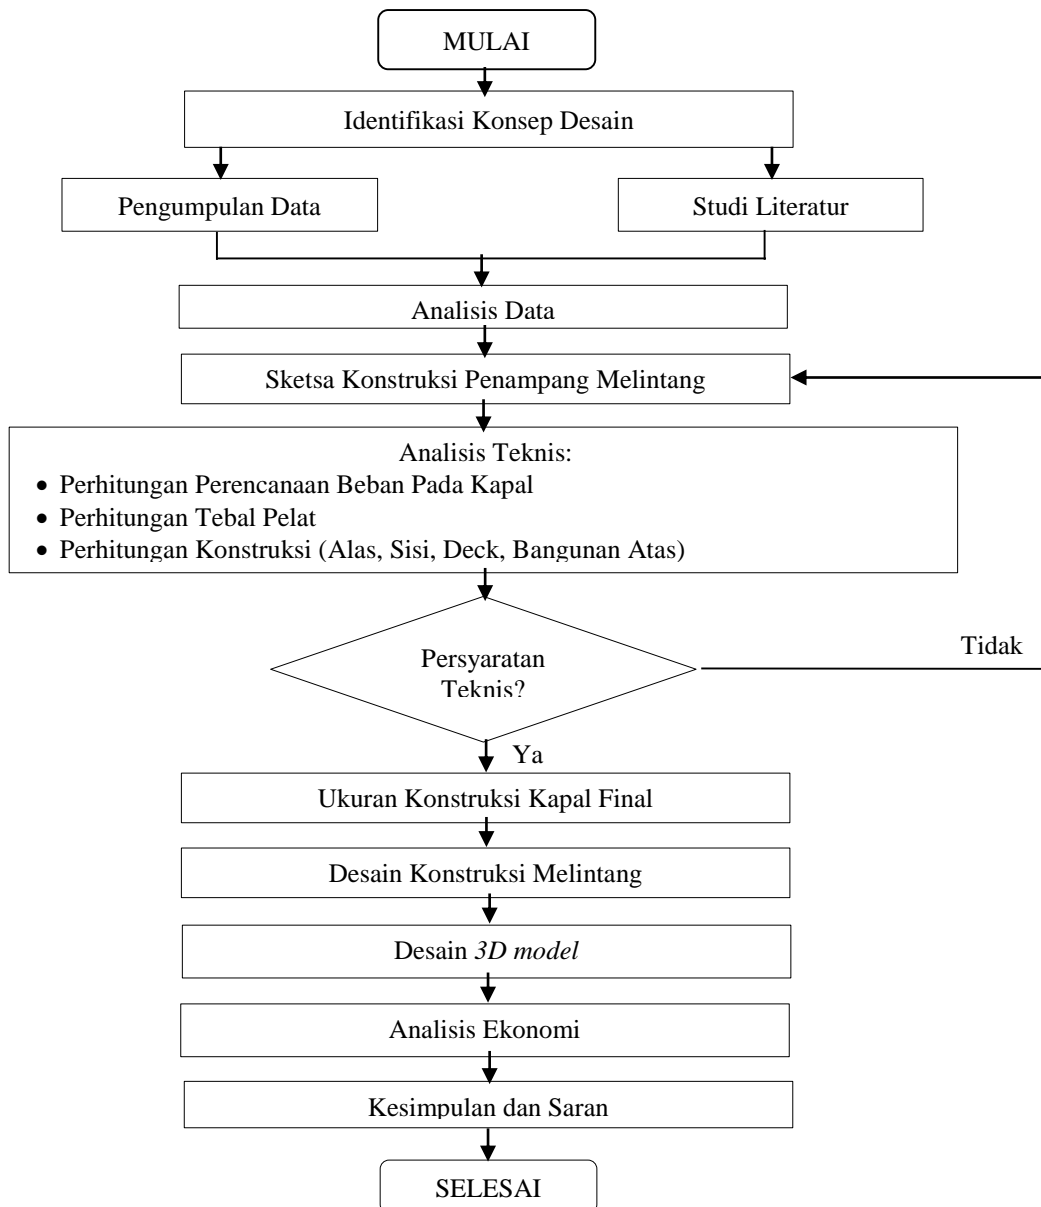 MULAI
Identifikasi Konsep Desain
Pengumpulan Data
Studi Literatur
Analisis Data
Sketsa Konstruksi Penampang Melintang
Analisis Teknis:
• Perhitungan Perencanaan Beban Pada Kapal
• Perhitungan Tebal Pelat
• Perhitungan Konstruksi (Alas, Sisi, Deck, Bangunan Atas)
Persyaratan
Teknis?
Tidak
Ya
Ukuran Konstruksi Kapal Final
Desain Konstruksi Melintang
Desain 3D model
Analisis Ekonomi
Kesimpulan dan Saran
SELESAI